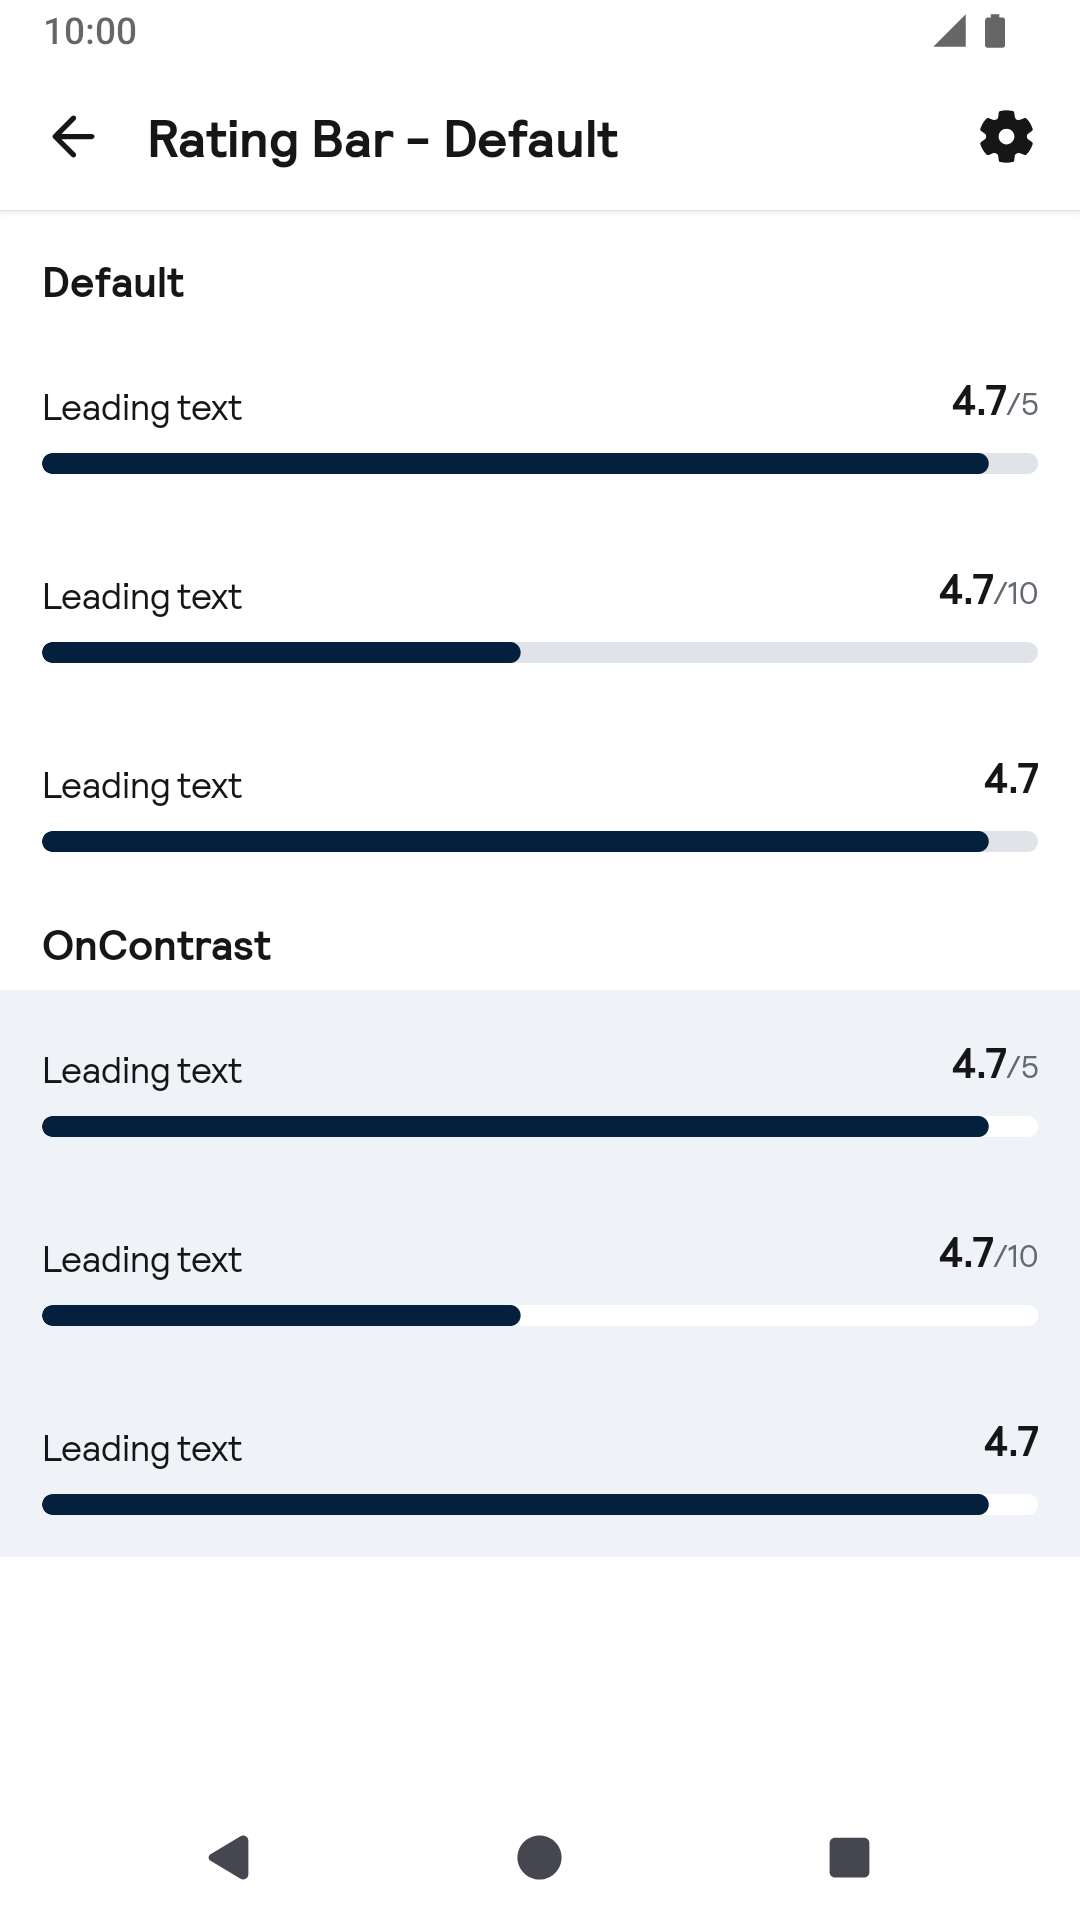 10:00
Rating Bar - Default
Default
Leading text 4.7/5
Leading text 4.7/10
Leading text 4.7
OnContrast
Leading text 4.7/5
Leading text 4.7/10
Leading text 4.7